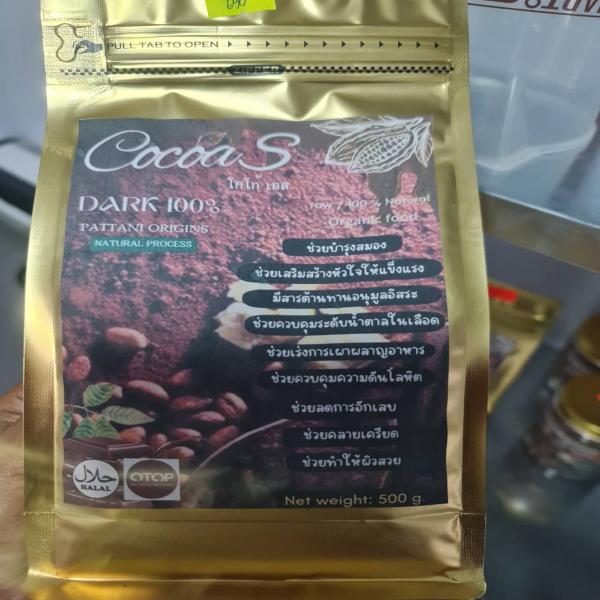 690
PULL TAB TO OPEN
Cocoa S
โกโก้ เอส
DARK 100%
raw / 100 % Natural
Organic food
PATTANI ORIGINS
NATURAL PROCESS
ช่วยบำรุงสมอง
ช่วยเสริมสร้างหัวใจให้แข็งแรง
มีสารต้านทานอนุมูลอิสระ
ช่วยควบคุมระดับน้ำตาลในเลือด
ช่วยเร่งการเผาผลาญอาหาร
ช่วยควบคุมความดันโลหิต
ช่วยลดการอักเสบ
ช่วยคลายเครียด
ช่วยทำให้ผิวสวย
حلال
HALAL
OTOP
Net weight: 500 g.